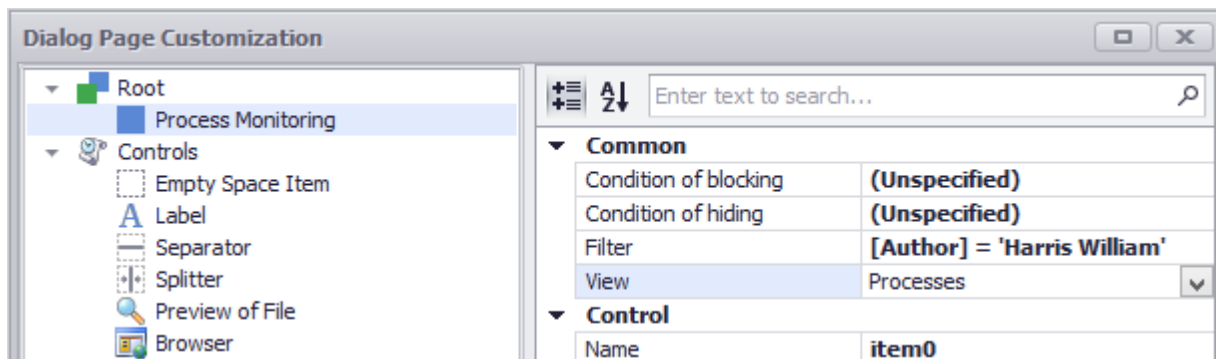 Dialog Page Customization
Root
Process Monitoring
Controls
Empty Space Item
A Label
Separator
Splitter
Preview of File
Browser
AZ Enter text to search...
Common
Condition of blocking (Unspecified)
Condition of hiding (Unspecified)
Filter [Author] = 'Harris William'
View Processes
Control
Name item0